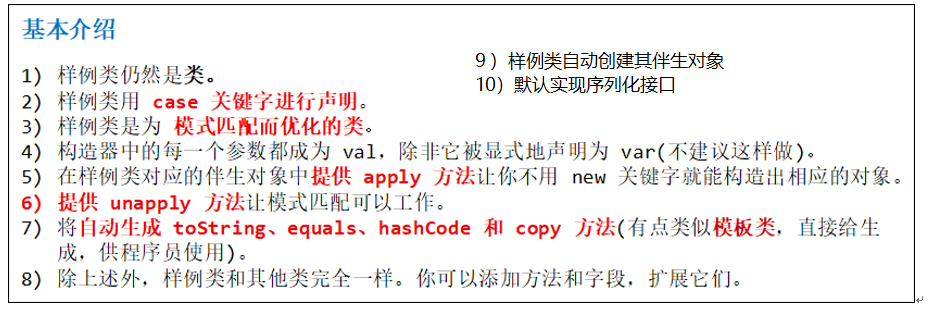 基本介绍
9）样例类自动创建其伴生对象
10）默认实现序列化接口
1) 样例类仍然是类。
2) 样例类用 case 关键字进行声明。
3) 样例类是为 模式匹配而优化的类。
4) 构造器中的每一个参数都成为 val，除非它被显式地声明为 var(不建议这样做)。
5) 在样例类对应的伴生对象中提供 apply 方法让你不用 new 关键字就能构造出相应的对象。
6) 提供 unapply 方法让模式匹配可以工作。
7) 将自动生成 toString、equals、hashCode 和 copy 方法(有点类似模板类，直接给生
成，供程序员使用)。
8) 除上述外，样例类和其他类完全一样。你可以添加方法和字段，扩展它们。